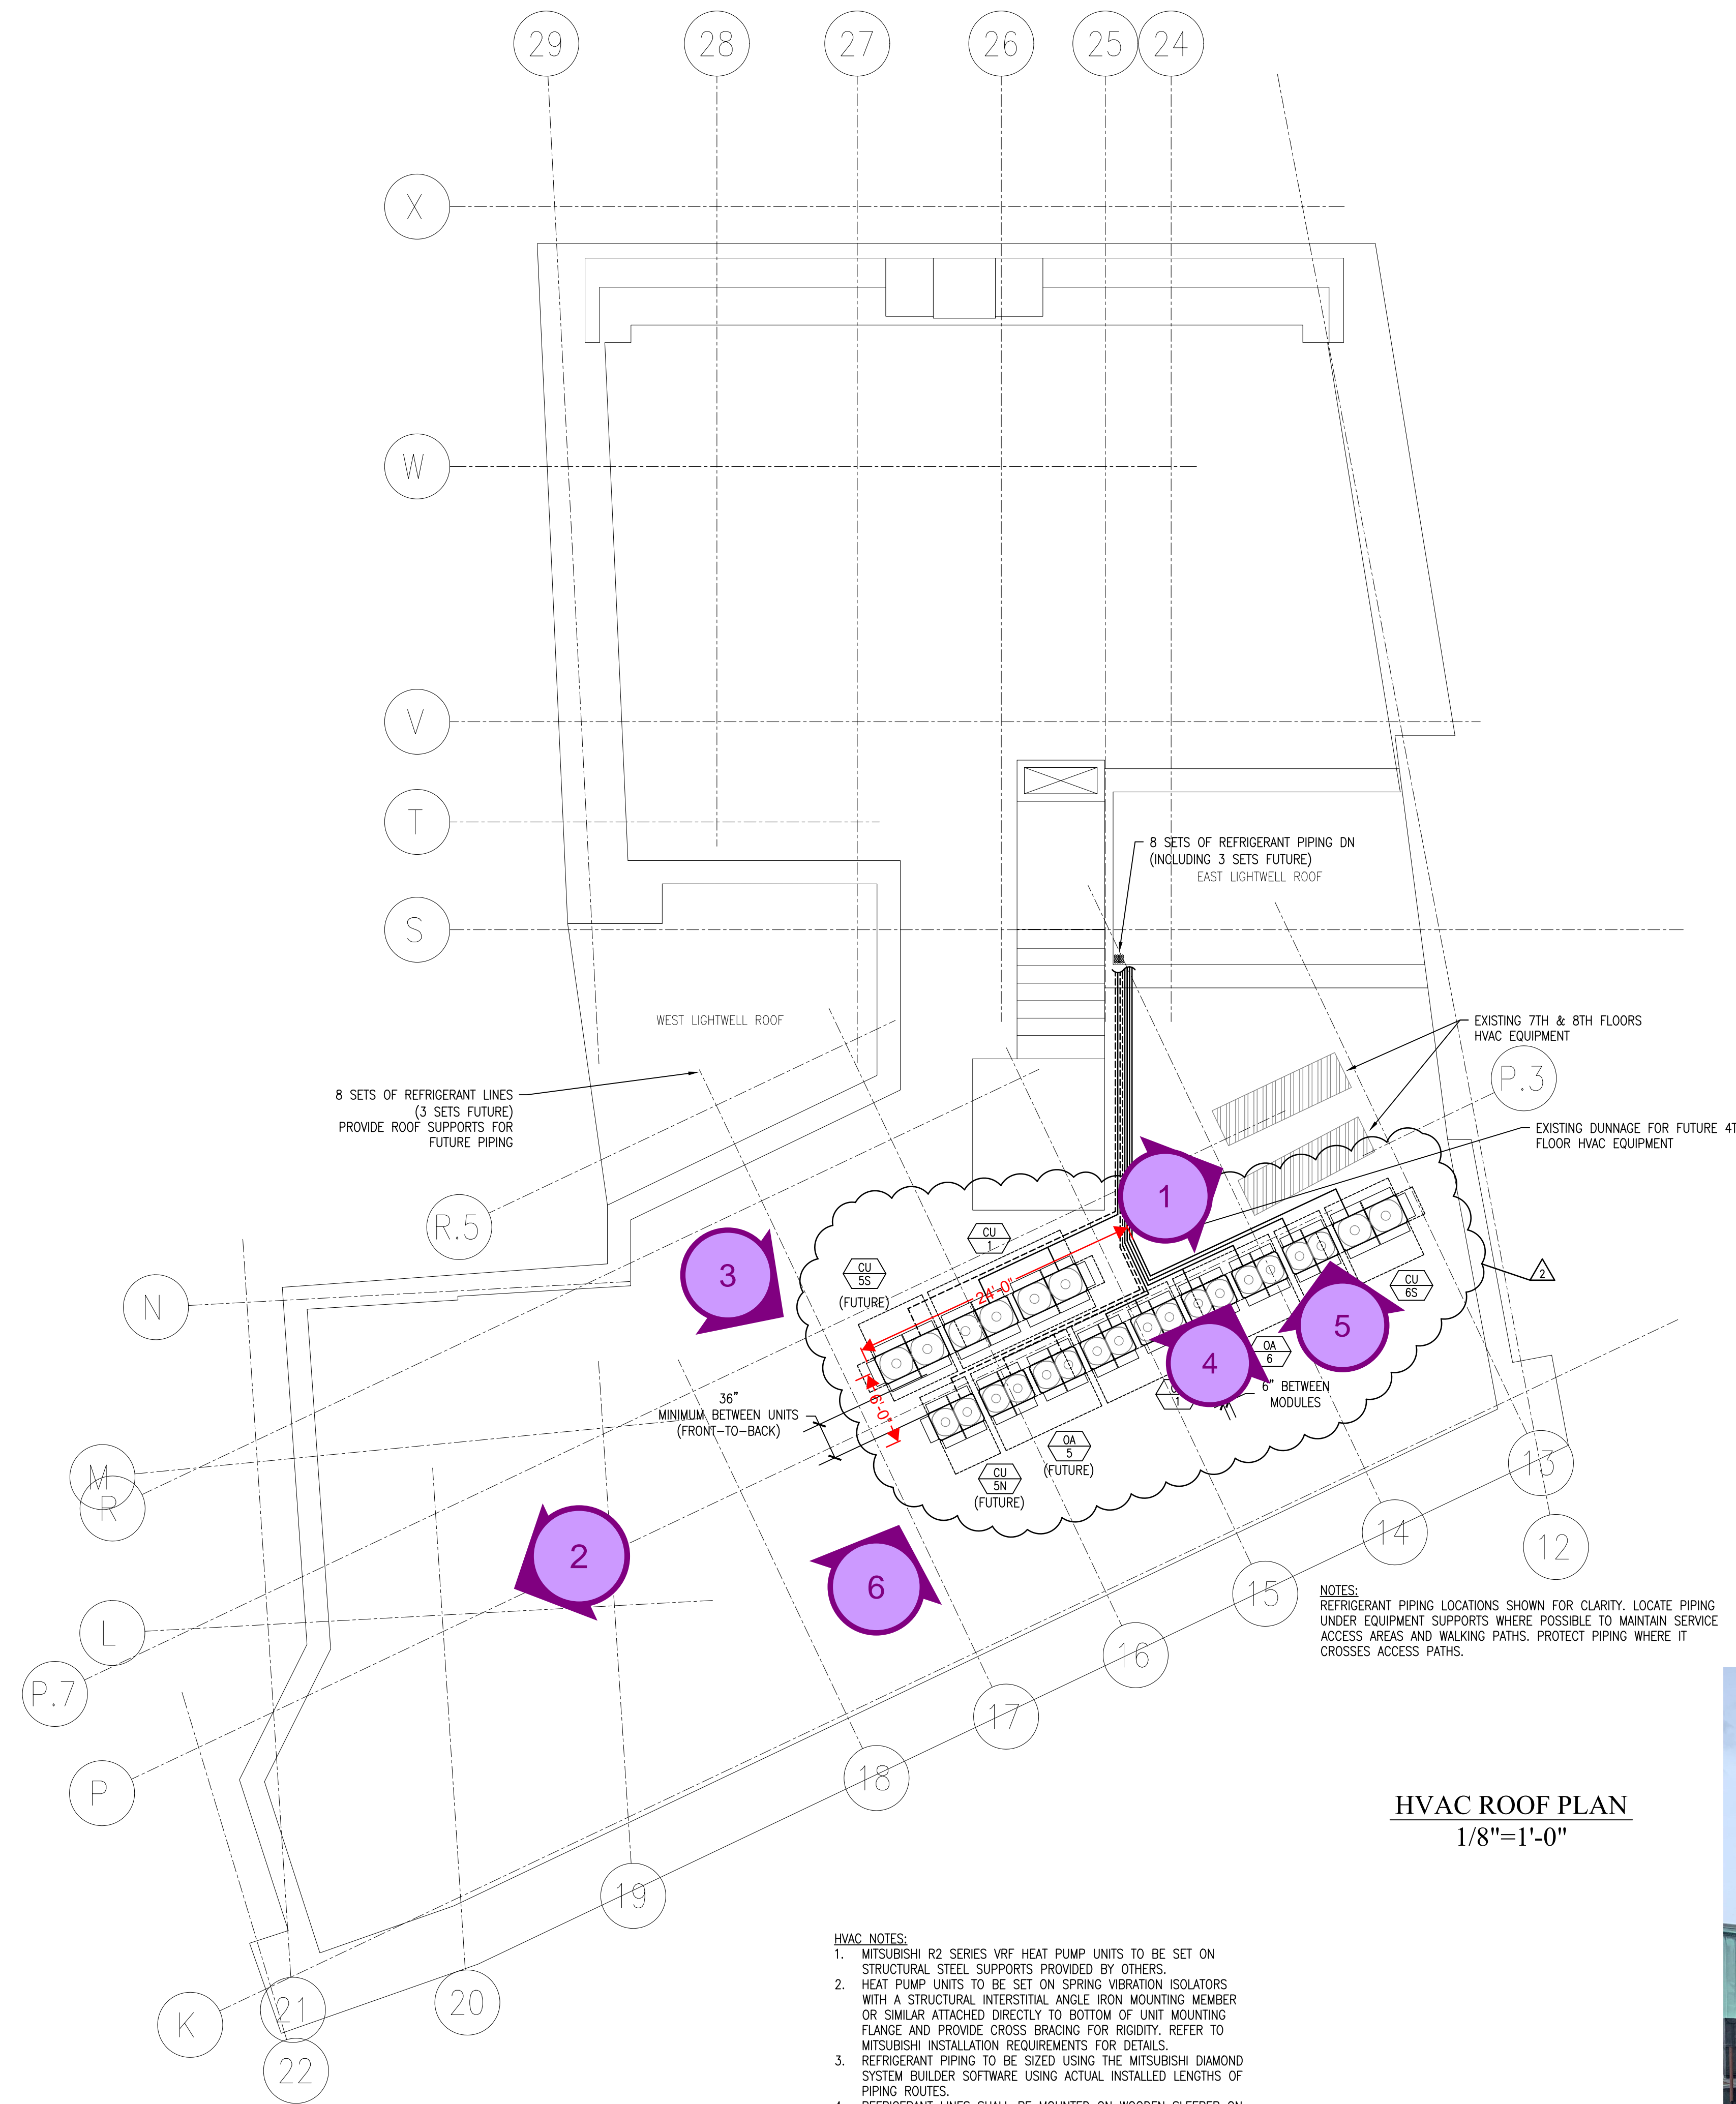 29
28
27
26
25
24
X
W
V
T
8 SETS OF REFRIGERANT PIPING DN
(INCLUDING 3 SETS FUTURE)
EAST LIGHTWELL ROOF
S
WEST LIGHTWELL ROOF
EXISTING 7TH & 8TH FLOORS
HVAC EQUIPMENT
P.3
8 SETS OF REFRIGERANT LINES
(3 SETS FUTURE)
PROVIDE ROOF SUPPORTS FOR
FUTURE PIPING
EXISTING DUNNAGE FOR FUTURE
FLOOR HVAC EQUIPMENT
R.5
1
CU
1
3
CU
5S
(FUTURE)
2
CU
6S
N
24'-0"
5
4
OA
6
1
6" BETWEEN
MODULES
36"
MINIMUM BETWEEN UNITS
(FRONT-TO-BACK)
6'-0"
OA
5
(FUTURE)
CU
5N
(FUTURE)
M
R
13
14
12
2
6
15
NOTES:
REFRIGERANT PIPING LOCATIONS SHOWN FOR CLARITY. LOCATE PIPING
UNDER EQUIPMENT SUPPORTS WHERE POSSIBLE TO MAINTAIN SERVICE
ACCESS AREAS AND WALKING PATHS. PROTECT PIPING WHERE IT
CROSSES ACCESS PATHS.
L
16
P.7
17
P
18
HVAC ROOF PLAN
1/8"=1'-0"
19
21
20
K
22
HVAC NOTES:
1. MITSUBISHI R2 SERIES VRF HEAT PUMP UNITS TO BE SET ON
STRUCTURAL STEEL SUPPORTS PROVIDED BY OTHERS.
2. HEAT PUMP UNITS TO BE SET ON SPRING VIBRATION ISOLATORS
WITH A STRUCTURAL INTERSTITIAL ANGLE IRON MOUNTING MEMBER
OR SIMILAR ATTACHED DIRECTLY TO BOTTOM OF UNIT MOUNTING
FLANGE AND PROVIDE CROSS BRACING FOR RIGIDITY. REFER TO
MITSUBISHI INSTALLATION REQUIREMENTS FOR DETAILS.
3. REFRIGERANT PIPING TO BE SIZED USING THE MITSUBISHI DIAMOND
SYSTEM BUILDER SOFTWARE USING ACTUAL INSTALLED LENGTHS OF
PIPING ROUTES.
4. REFRIGERANT LINES SHALL BE MOUNTED ON WOODEN SLEEPER ON